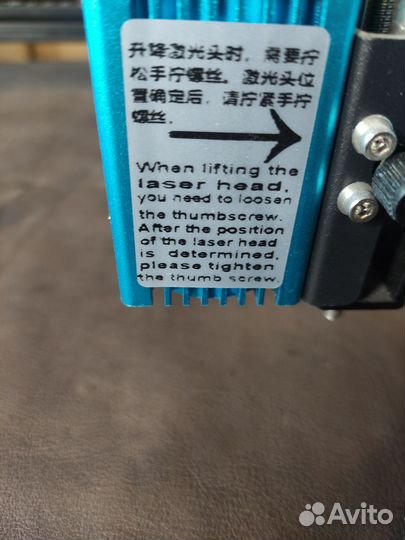 升降激光头时，需要拧
松手拧螺丝。激光头位
置确定后，请拧紧手拧
螺丝.
When lifting the
laser head,
you need to loosen
the thumbscrew.
After the position
of the laser head
is determined,
please tighten
the thumb screw.
Avito